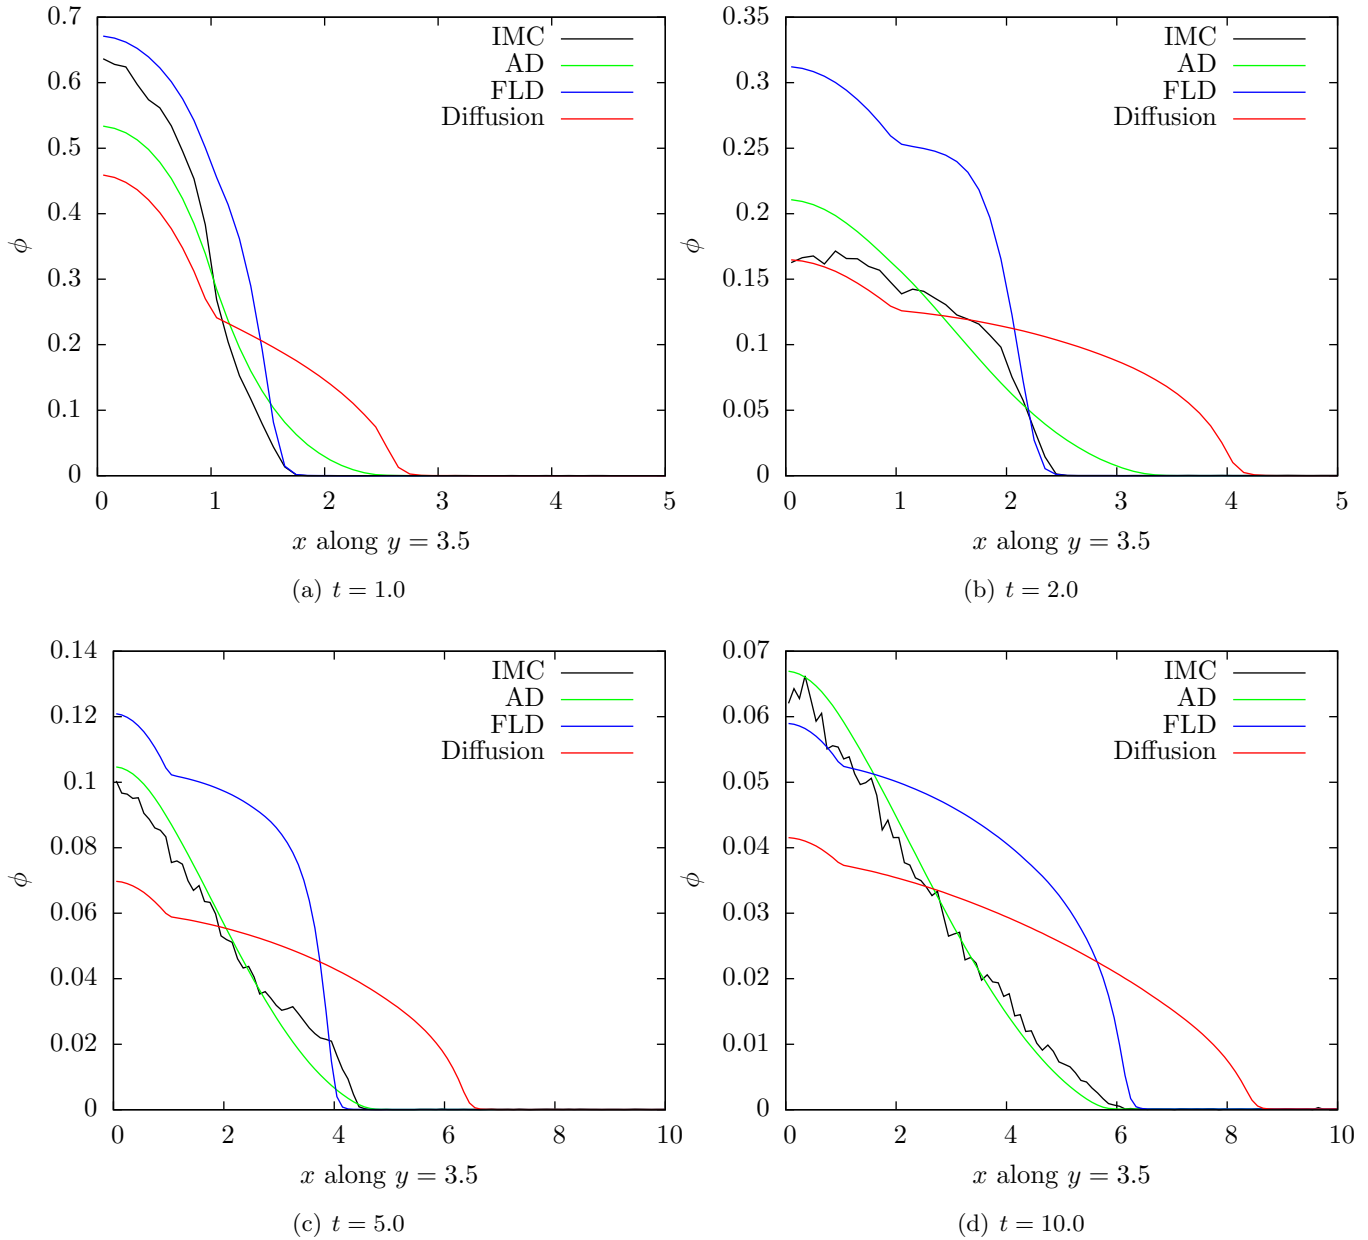 0.7
0.6
0.5
0.4
0.3
0.2
0.1
0
ϕ
IMC
AD
FLD
Diffusion
0 1 2 3 4 5
x along y = 3.5
(a) t = 1.0
0.35
0.3
0.25
0.2
0.15
0.1
0.05
0
ϕ
IMC
AD
FLD
Diffusion
0 1 2 3 4 5
x along y = 3.5
(b) t = 2.0
0.14
0.12
0.1
0.08
0.06
0.04
0.02
0
ϕ
IMC
AD
FLD
Diffusion
0 2 4 6 8 10
x along y = 3.5
(c) t = 5.0
0.07
0.06
0.05
0.04
0.03
0.02
0.01
0
ϕ
IMC
AD
FLD
Diffusion
0 2 4 6 8 10
x along y = 3.5
(d) t = 10.0